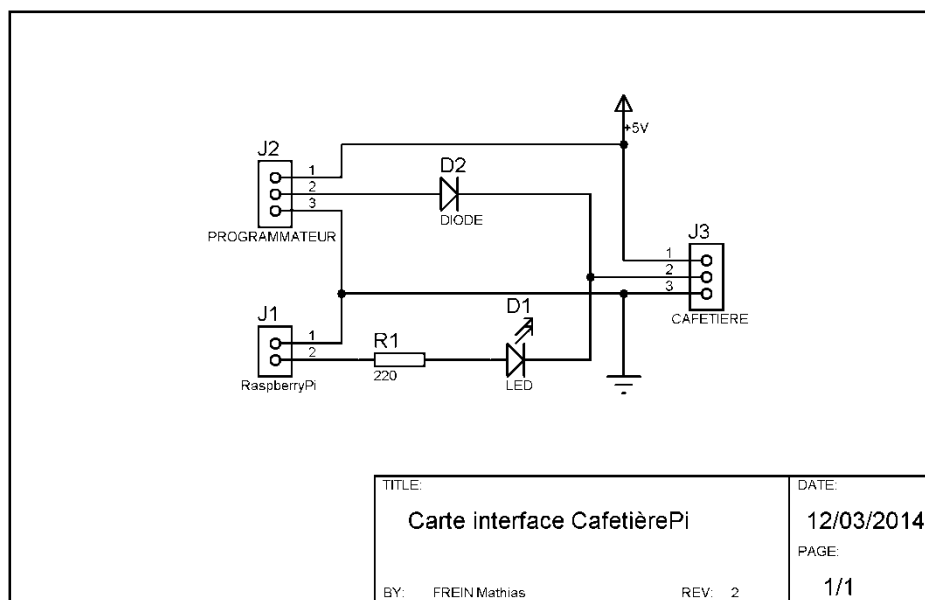 +5V
J2
1
2
3
PROGRAMMATEUR
D2
DIODE
J3
1
2
3
CAFETIERE
J1
1
2
RaspberryPi
R1
220
D1
LED
TITLE:
Carte interface CafetièrePi
BY: FREIN Mathias REV: 2
DATE:
12/03/2014
PAGE:
1/1